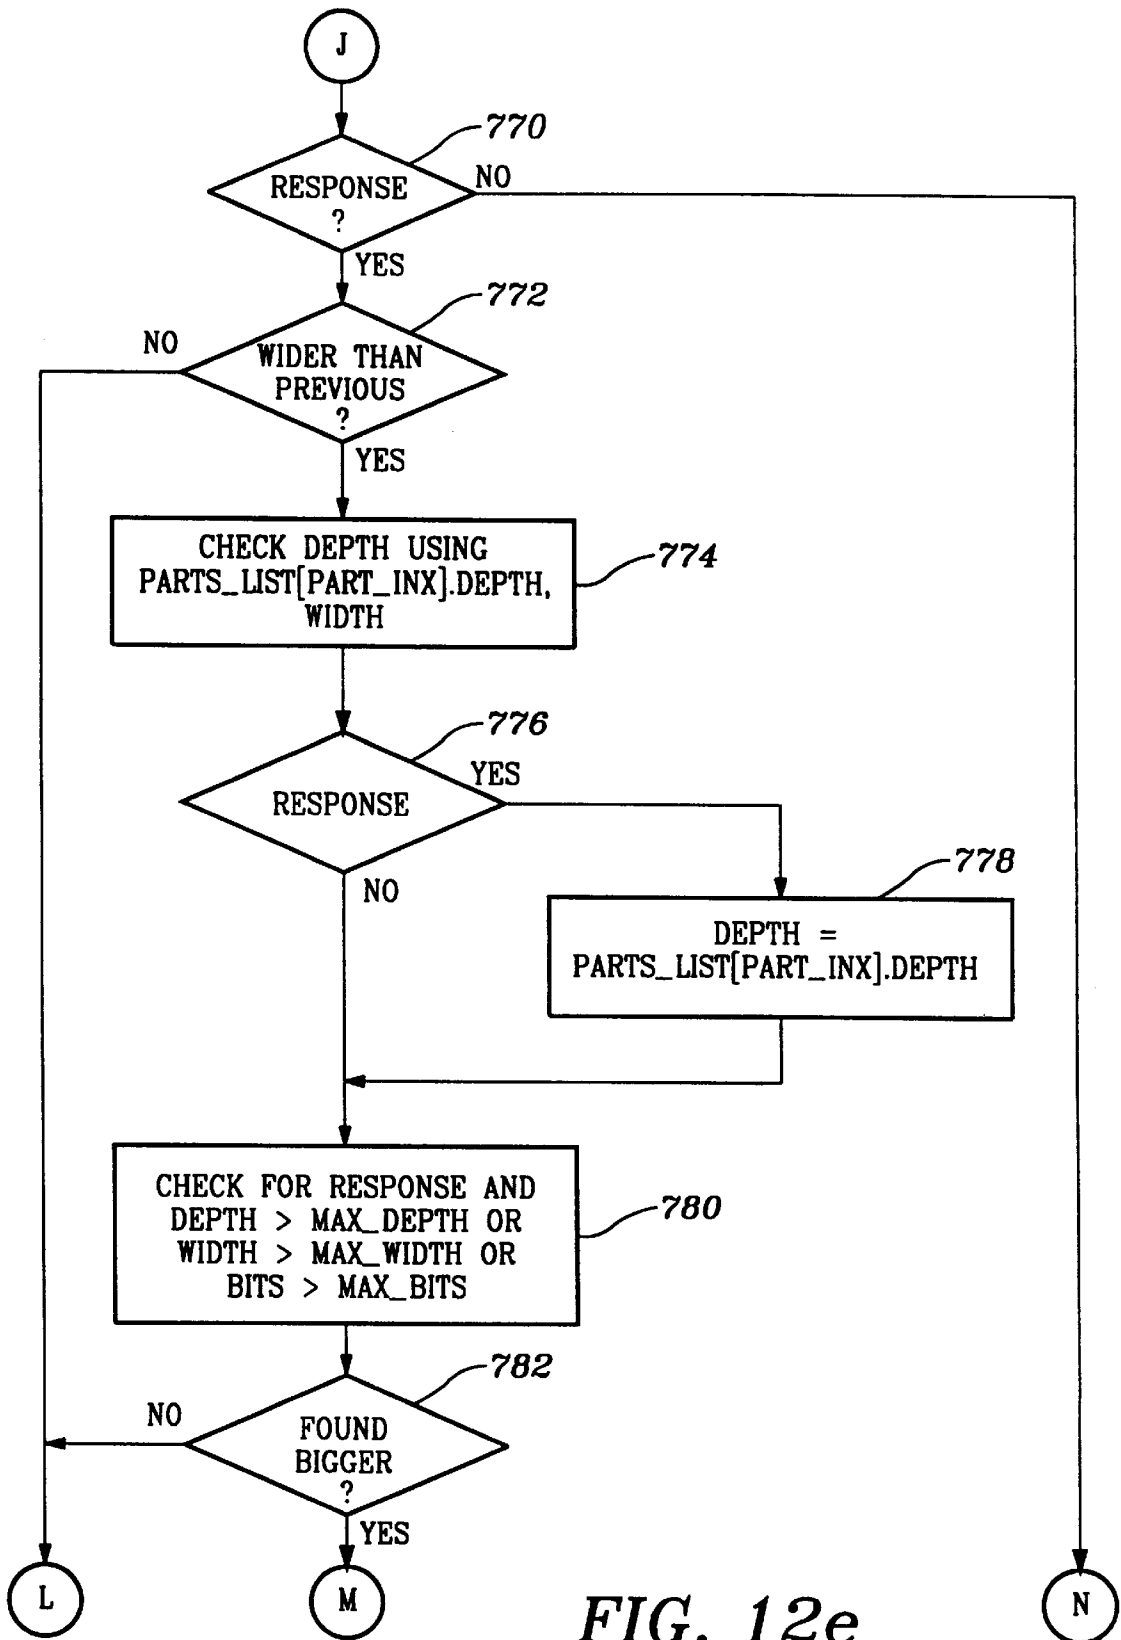 J
770
RESPONSE
?
NO
YES
772
NO
WIDER THAN
PREVIOUS
?
YES
CHECK DEPTH USING
PARTS_LIST[PART_INX].DEPTH,
WIDTH
774
776
YES
RESPONSE
NO
778
DEPTH =
PARTS_LIST[PART_INX].DEPTH
CHECK FOR RESPONSE AND
DEPTH > MAX_DEPTH OR
WIDTH > MAX_WIDTH OR
BITS > MAX_BITS
780
782
NO
FOUND
BIGGER
?
YES
L
M
N
FIG. 12e